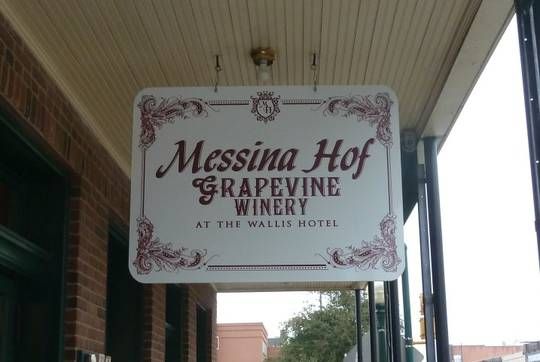 Messina Hof
GRAPEVINE
WINERY
AT THE WALLIS HOTEL